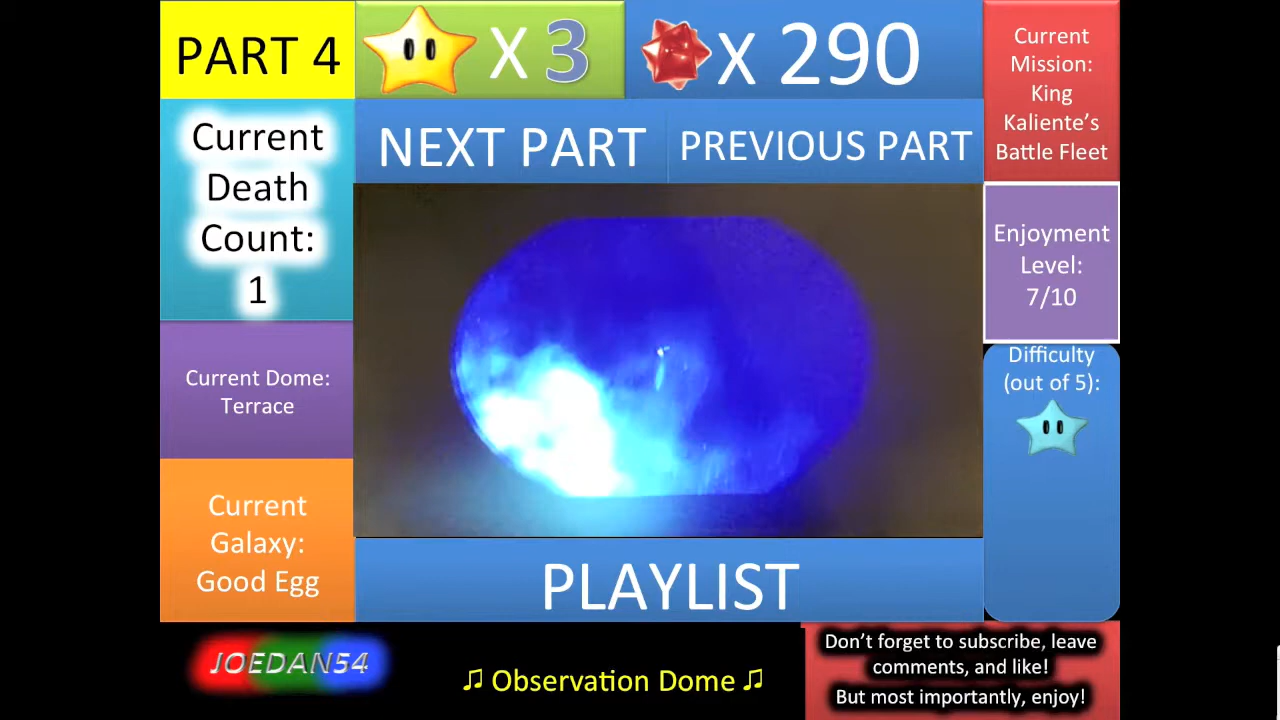 PART 4
X 3
X 290
Current
Mission:
King
Kaliente's
Battle Fleet
Current
Death
Count:
1
NEXT PART
PREVIOUS PART
Enjoyment
Level:
7/10
Current Dome:
Terrace
Difficulty
(out of 5):
Current
Galaxy:
Good Egg
PLAYLIST
JOEDAN54
♫ Observation Dome ♫
Don't forget to subscribe, leave
comments, and like!
But most importantly, enjoy!